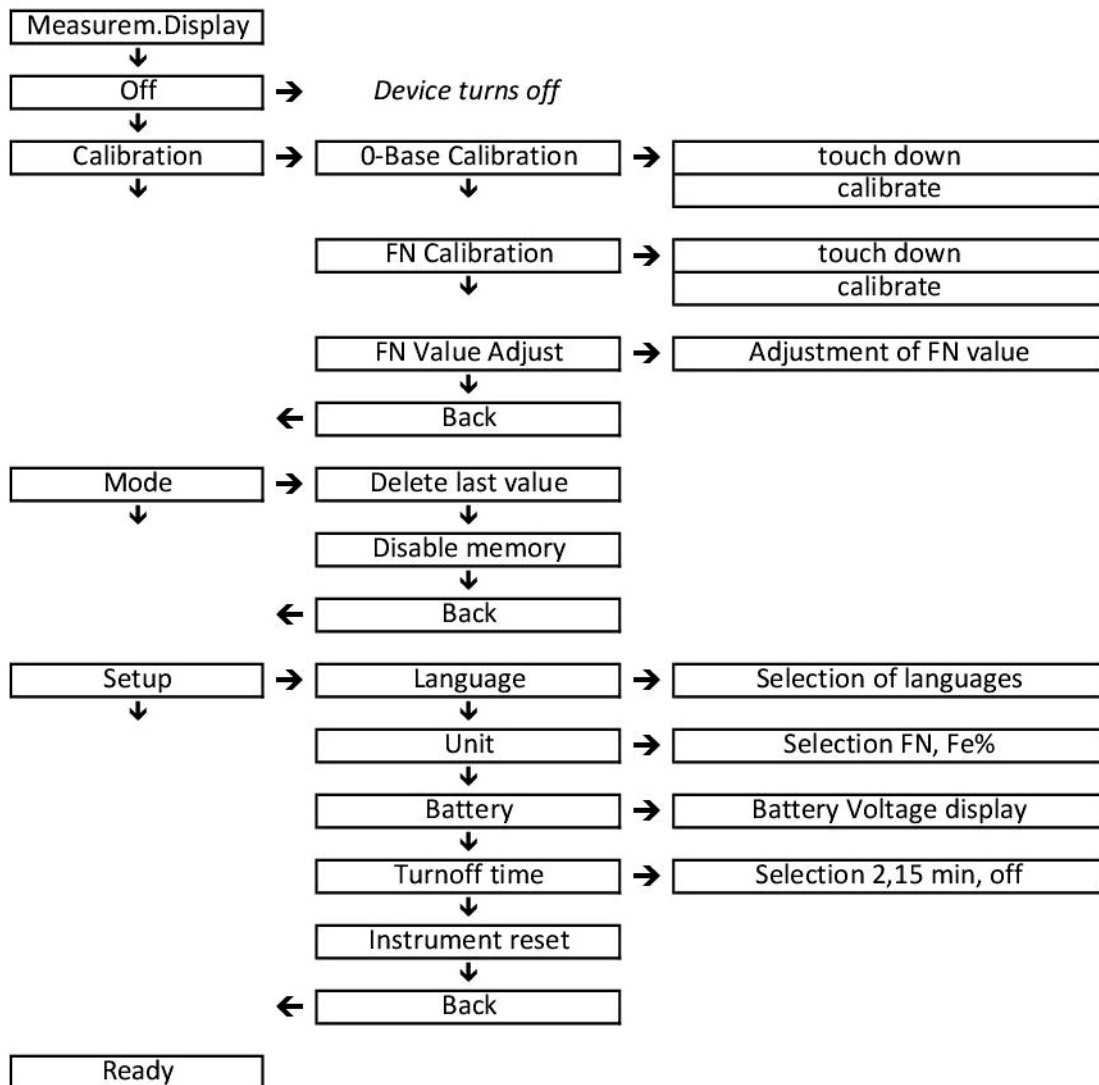 Measurem.Display
Off
Device turns off
Calibration
0-Base Calibration
touch down
calibrate
FN Calibration
touch down
calibrate
FN Value Adjust
Adjustment of FN value
Back
Mode
Delete last value
Disable memory
Back
Setup
Language
Selection of languages
Unit
Selection FN, Fe%
Battery
Battery Voltage display
Turnoff time
Selection 2,15 min, off
Instrument reset
Back
Ready